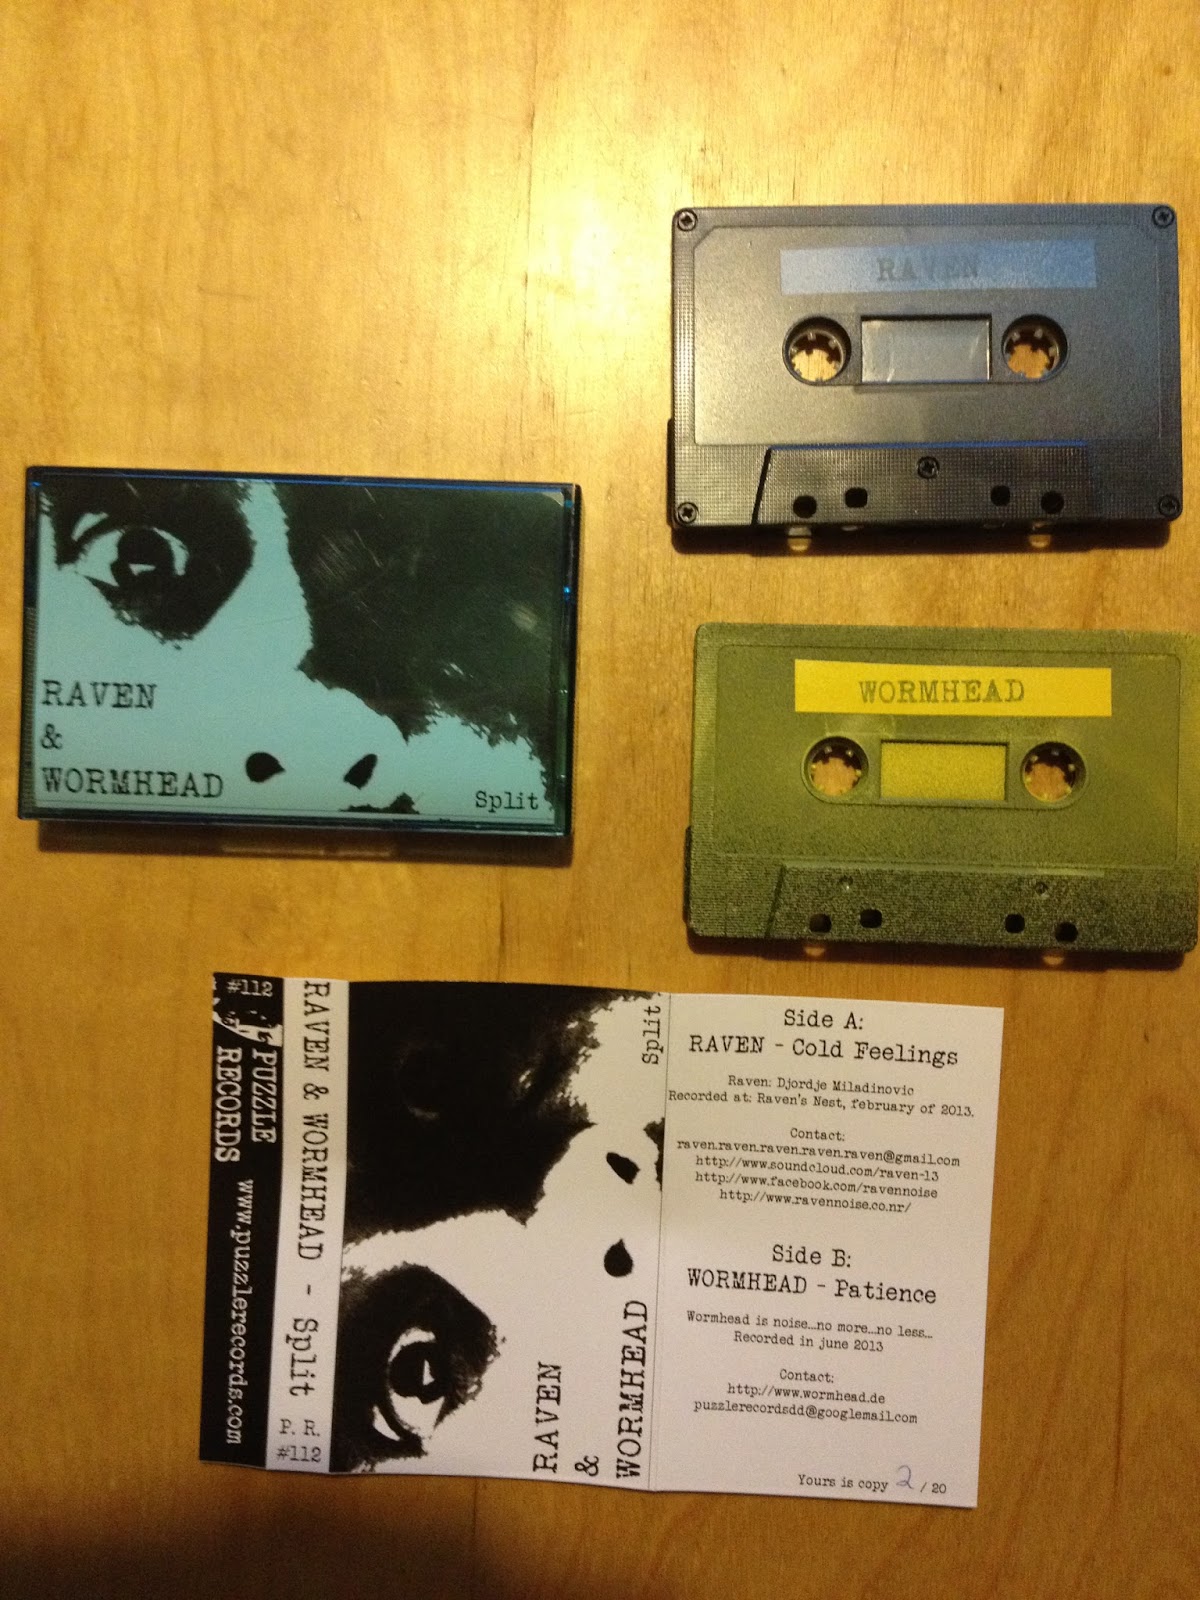 RAVEN
RAVEN
&
WORMHEAD
Split
WORMHEAD
#112
PUZZLE
RECORDS
www.puzzlerecords.com
RAVEN & WORMHEAD - Split
P. R.
#112
Split
RAVEN
&
WORMHEAD
Side A:
RAVEN - Cold Feelings
Raven: Djordje Miladinovic
Recorded at: Raven's Nest, february of 2013.
Contact:
raven.raven.raven.raven.raven@gmail.com
http://www.soundcloud.com/raven-13
http://www.facebook.com/ravennoise
http://www.ravennoise.co.nr/
Side B:
WORMHEAD - Patience
Wormhead is noise...no more...no less...
Recorded in june 2013
Contact:
http://www.wormhead.de
puzzlerecordsdd@googlemail.com
Yours is copy 2 / 20